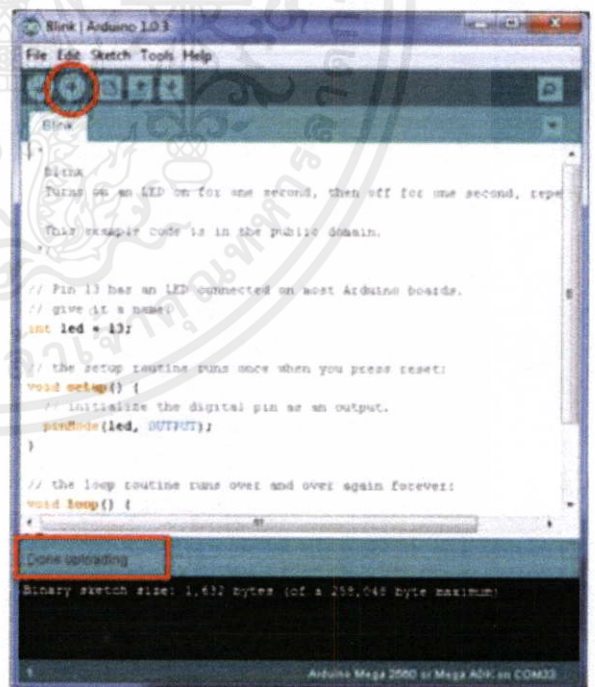 Blink | Arduino 1.0.3
File Edit Sketch Tools Help
Blink
/*
Blink
Turns on an LED on for one second, then off for one second, repe
This example code is in the public domain.
*/
// Pin 13 has an LED connected on most Arduino boards.
// give it a name:
int led = 13;
// the setup routine runs once when you press reset:
void setup() {
// initialize the digital pin as an output.
pinMode(led, OUTPUT);
}
// the loop routine runs over and over again forever:
void loop() {
Done uploading
Binary sketch size: 1,632 bytes (of a 258,048 byte maximum)
1
Arduino Mega 2560 or Mega ADK on COM33